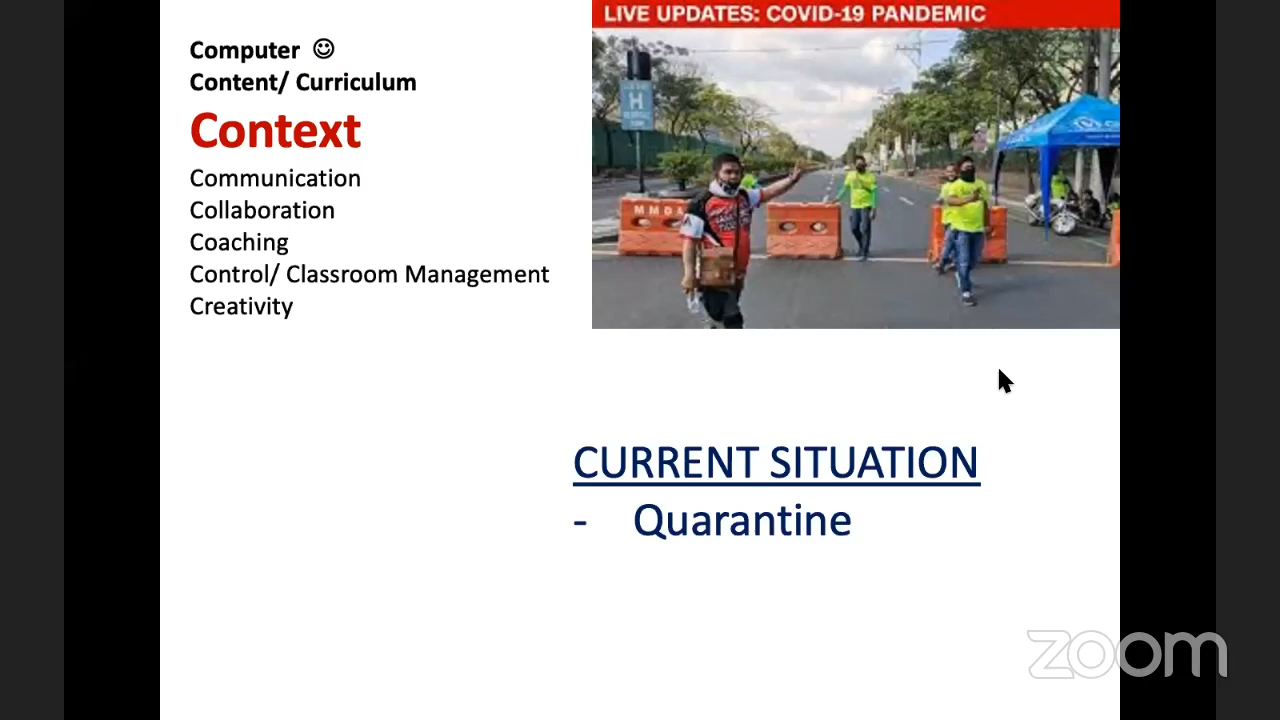 Computer ☺
Content/ Curriculum
Context
Communication
Collaboration
Coaching
Control/ Classroom Management
Creativity
LIVE UPDATES: COVID-19 PANDEMIC
H
MMDA
CURRENT SITUATION
- Quarantine
zoom